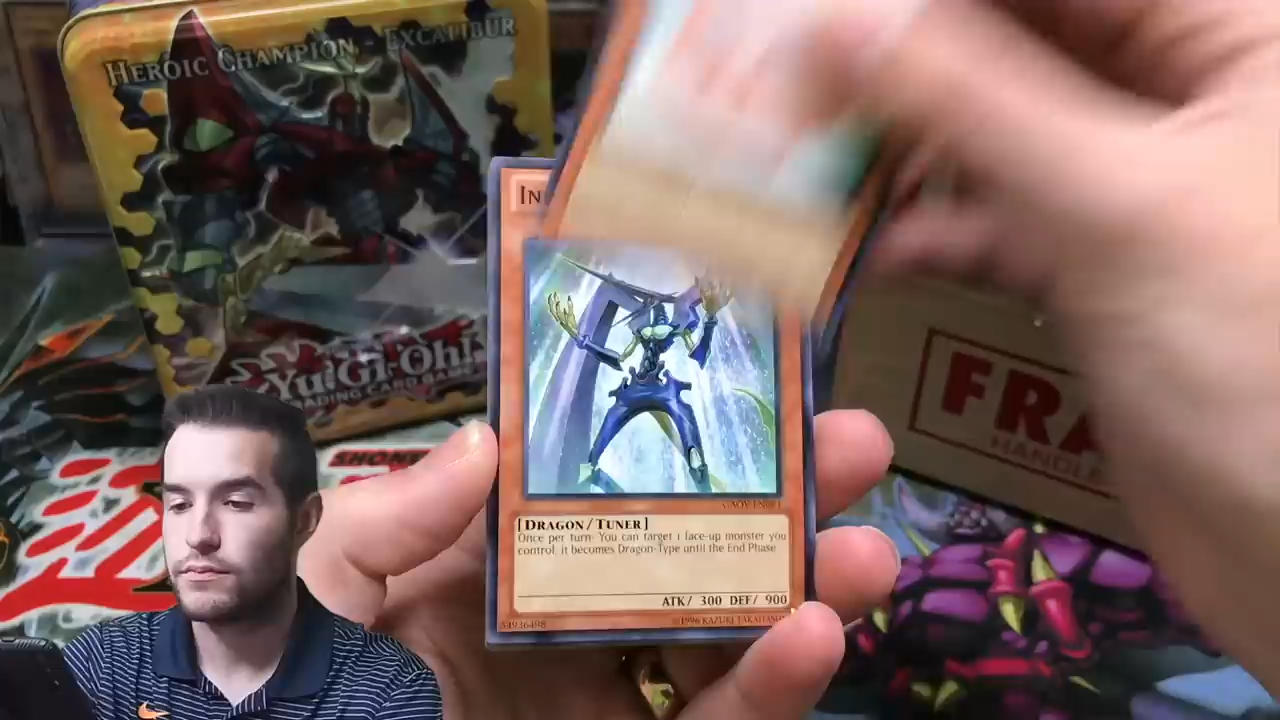 HEROIC CHAMPION - EXCALIBUR
YU-GI-OH!
TRADING CARD GAME
SHONEN
FRA
HANDLE
IN
[DRAGON/TUNER]
Once per turn: You can target 1 face-up monster you
control; it becomes Dragon-Type until the End Phase
ATK/ 300 DEF/ 900
54936498
©1996 KAZUKI TAKAHASHI